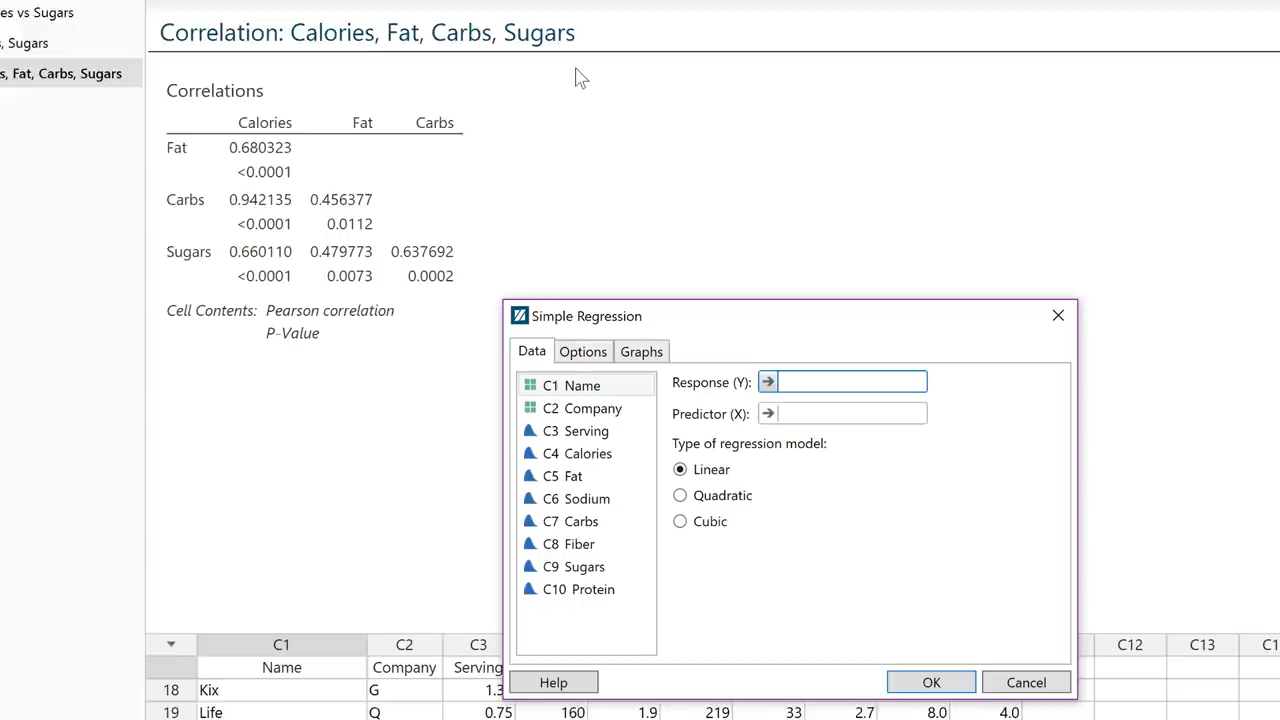 es vs Sugars
s, Sugars
s, Fat, Carbs, Sugars
Correlation: Calories, Fat, Carbs, Sugars
Correlations
Calories Fat Carbs
Fat 0.680323
<0.0001
Carbs 0.942135 0.456377
<0.0001 0.0112
Sugars 0.660110 0.479773 0.637692
<0.0001 0.0073 0.0002
Cell Contents: Pearson correlation
P-Value
Simple Regression
Data Options Graphs
C1 Name
C2 Company
C3 Serving
C4 Calories
C5 Fat
C6 Sodium
C7 Carbs
C8 Fiber
C9 Sugars
C10 Protein
Response (Y):
Predictor (X):
Type of regression model:
Linear
Quadratic
Cubic
Help OK Cancel
C1 C2 C3 C12 C13 C1
Name Company Serving
18 Kix G 1.3
19 Life Q 0.75 160 1.9 219 33 2.7 8.0 4.0